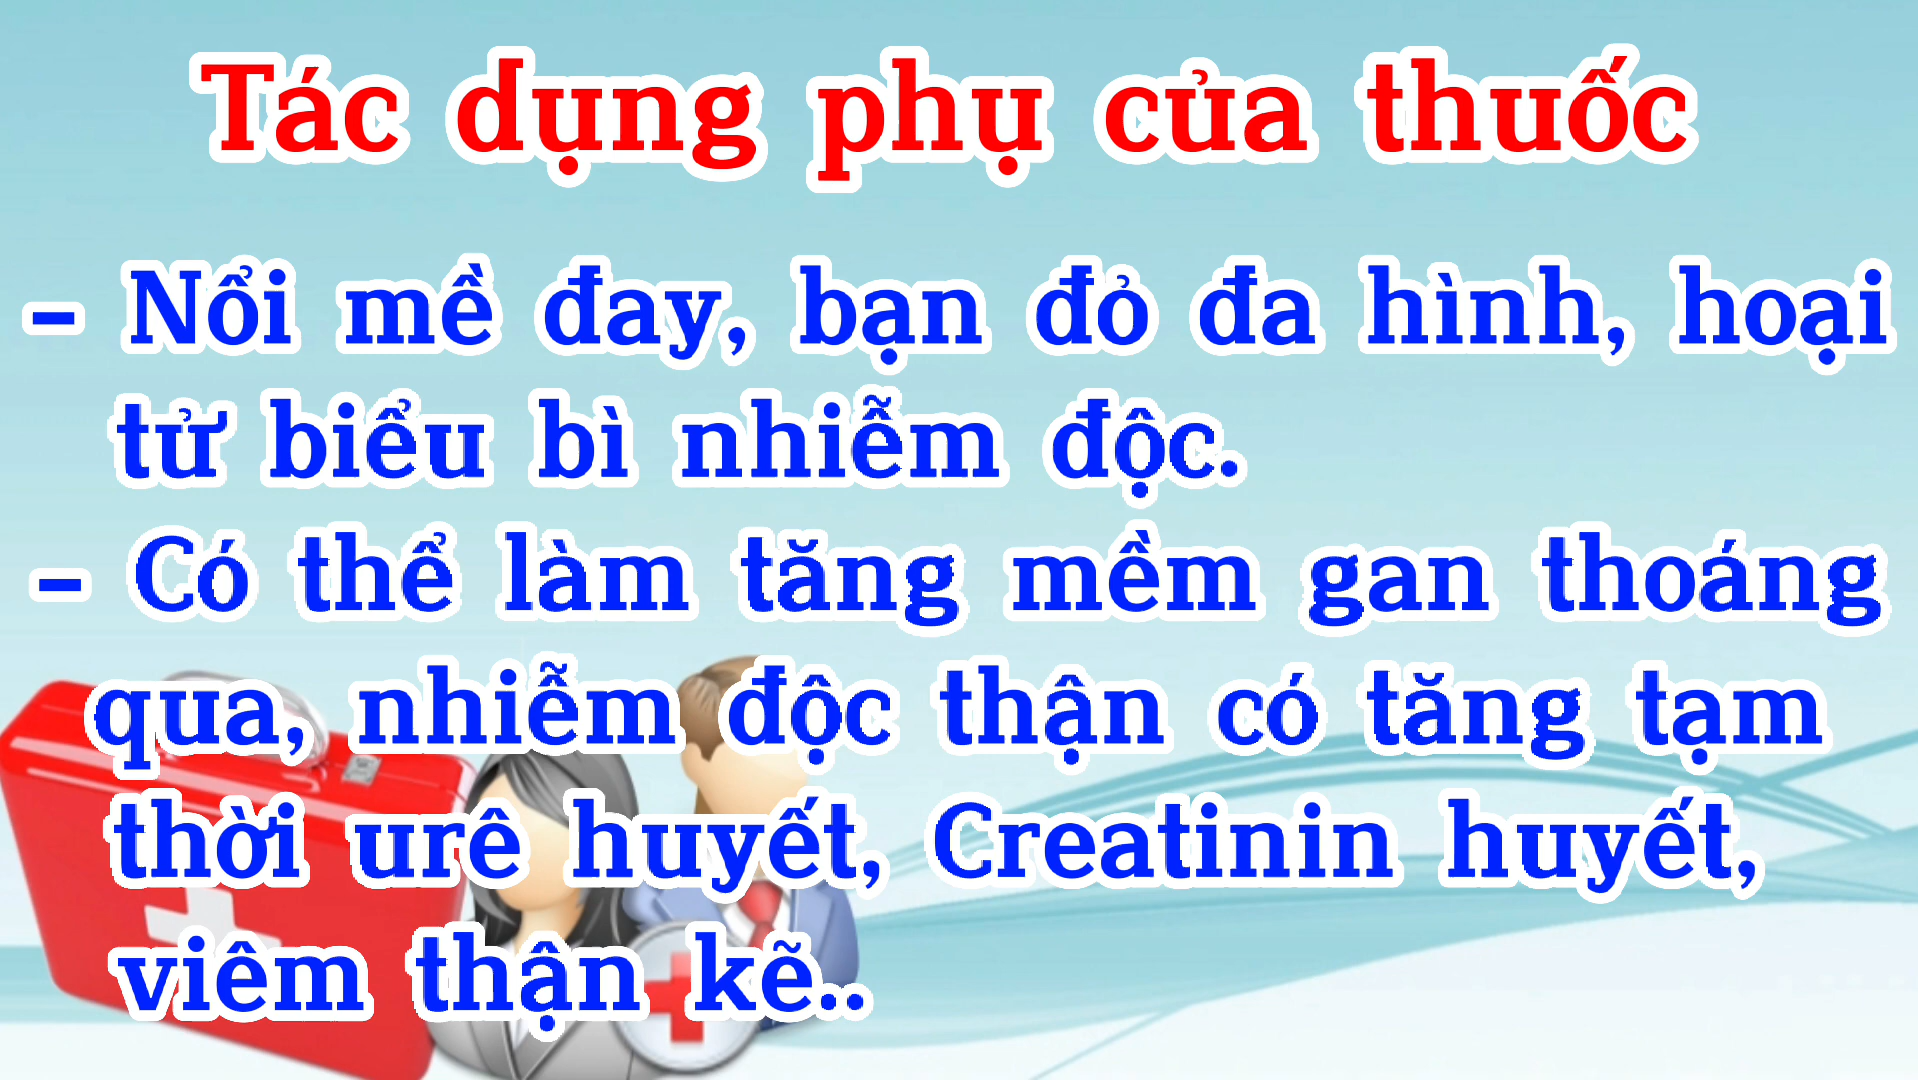 Tác dụng phụ của thuốc
– Nổi mề đay, bạn đỏ đa hình, hoại
tử biểu bì nhiễm độc.
– Có thể làm tăng mềm gan thoáng
qua, nhiễm độc thận có tăng tạm
thời urê huyết, Creatinin huyết,
viêm thận kẽ..